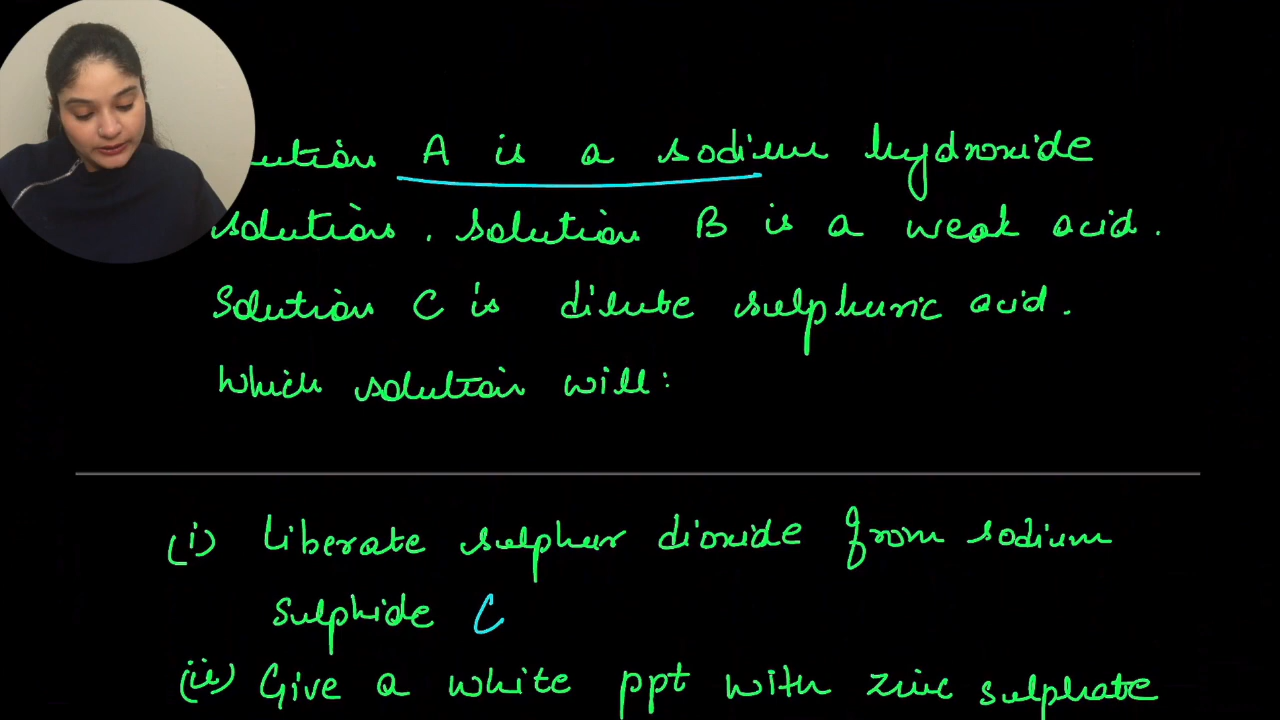 ution A is a sodium hydroxide
solution. Solution B is a weak acid.
Solution C is dilute sulphuric acid.
Which solution will:
(i) Liberate sulphur dioxide from sodium
Sulphide C
(ii) Give a white ppt with zinc sulphate